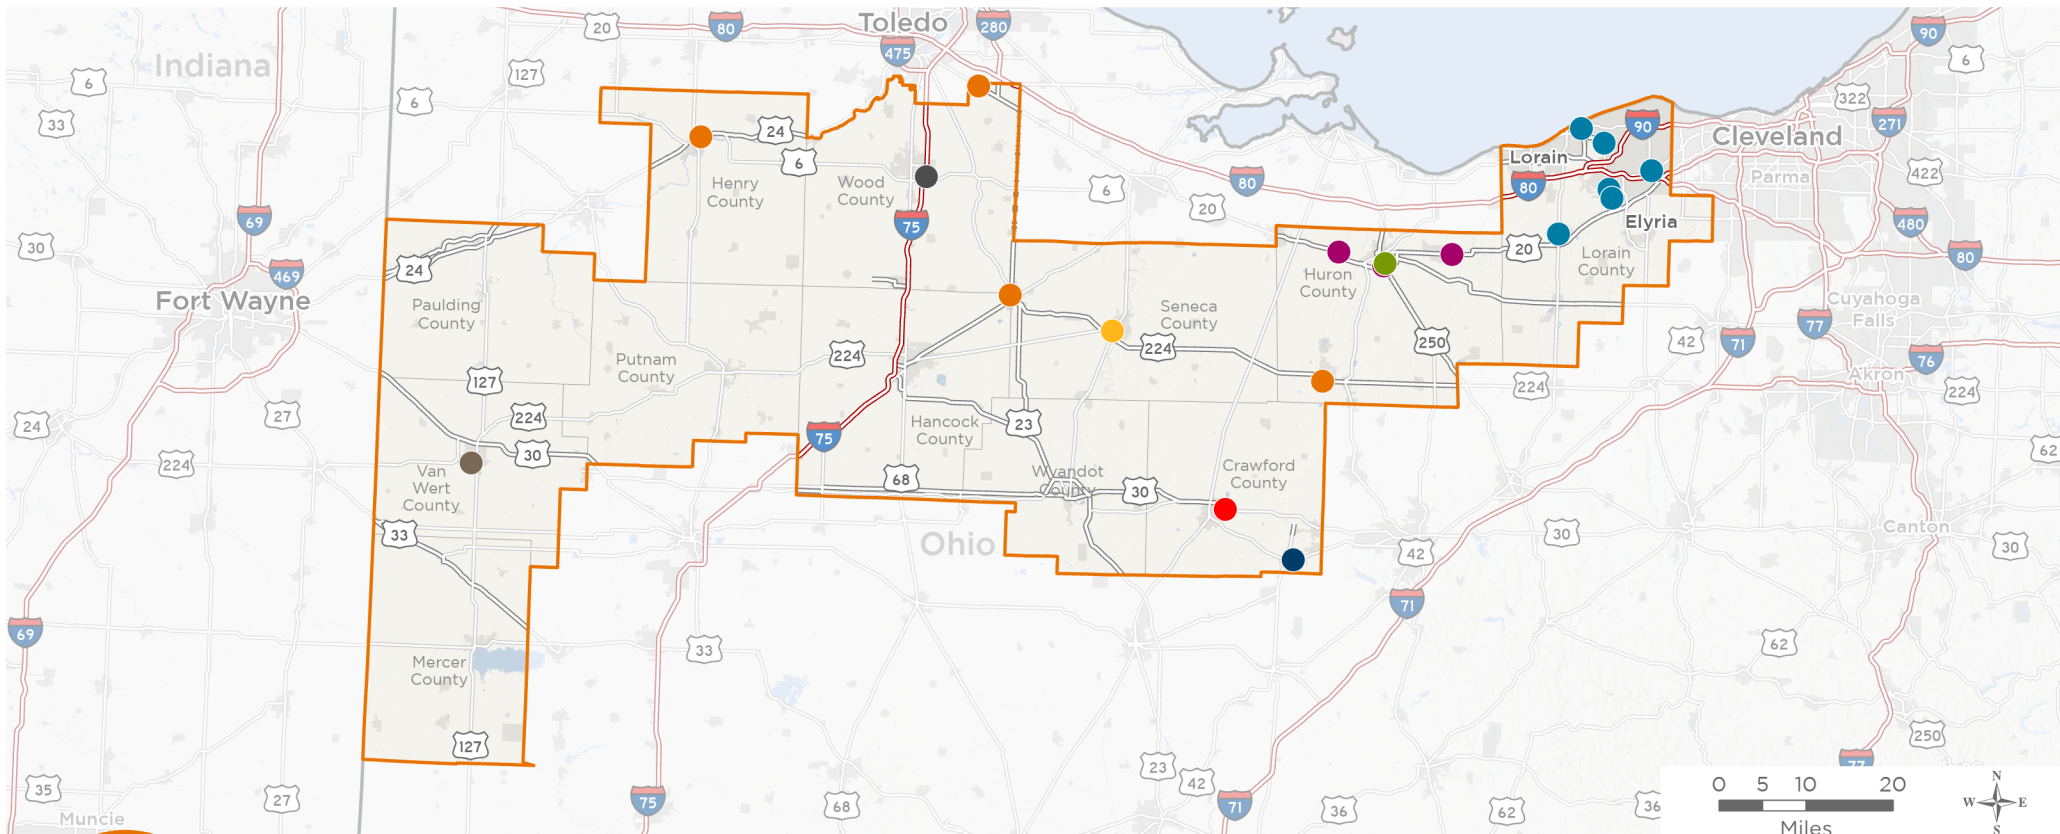 Toledo
20
80
475
280
90
6
Indiana
6
127
6
322
33
24
90
271
Cleveland
6
Lorain
Parma
422
Henry
County
Wood
County
80
6
80
20
69
30
75
Elyria
480
24
20
80
469
Lorain
County
Huron
County
Fort Wayne
Paulding
County
Seneca
County
Cuyahoga
Falls
77
42
71
250
224
224
76
Putnam
County
127
Akron
224
224
27
224
24
Hancock
County
23
75
30
62
224
Van
Wert
County
68
Wyandot
County
30
Crawford
County
33
Ohio
30
Canton
30
42
71
69
33
62
Mercer
County
127
250
23
42
77
35
27
75
68
71
36
62
36
Muncie
0 5 10 20
Miles
N
W E
S